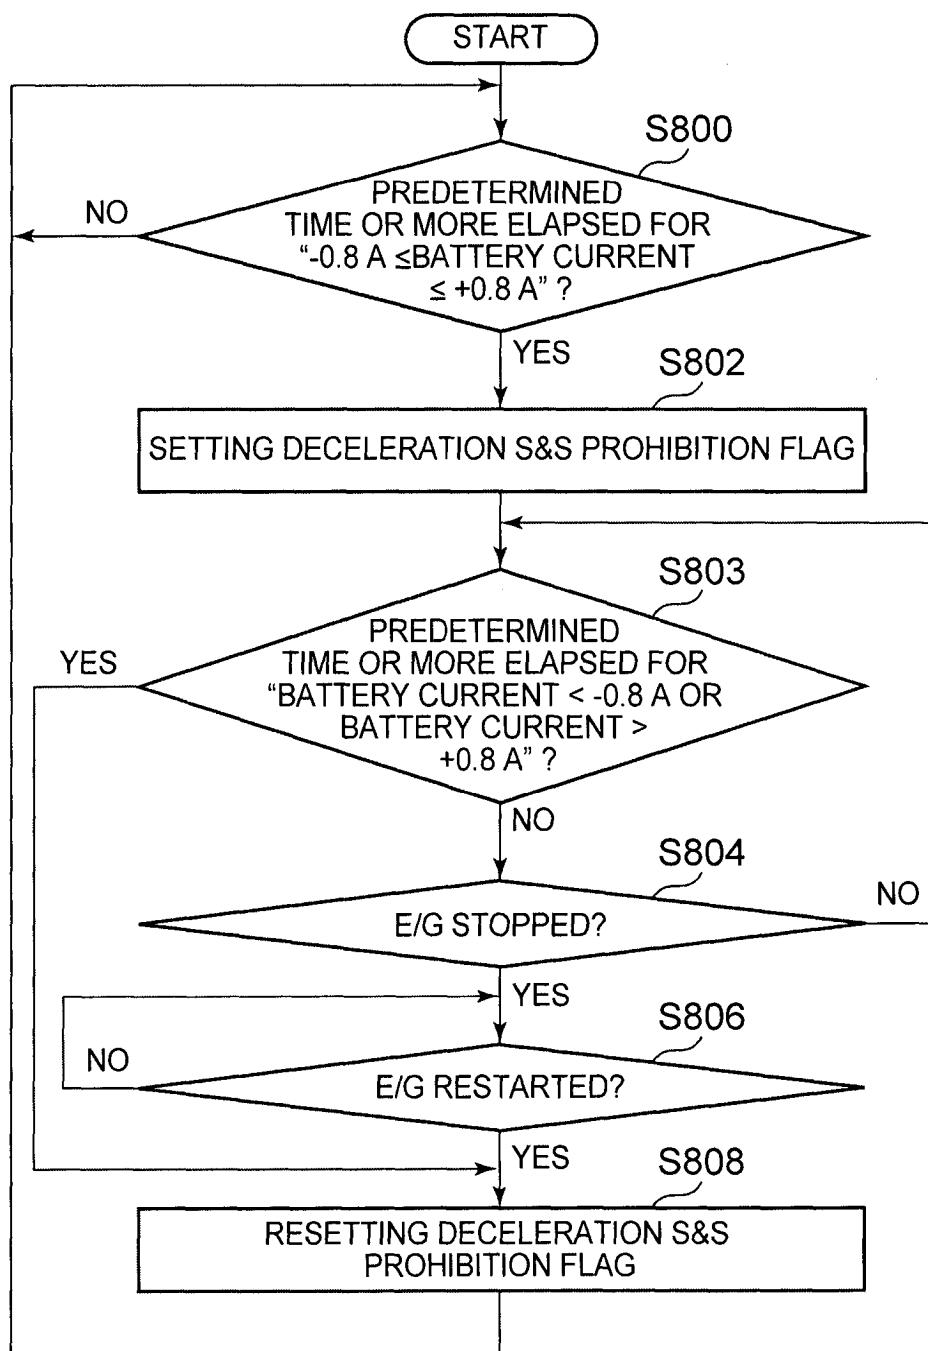 START
S800
PREDETERMINED
TIME OR MORE ELAPSED FOR
“-0.8 A ≤BATTERY CURRENT
≤ +0.8 A” ?
NO
YES
S802
SETTING DECELERATION S&S PROHIBITION FLAG
S803
PREDETERMINED
TIME OR MORE ELAPSED FOR
“BATTERY CURRENT < -0.8 A OR
BATTERY CURRENT >
+0.8 A” ?
YES
NO
S804
E/G STOPPED?
NO
YES
S806
E/G RESTARTED?
NO
YES
S808
RESETTING DECELERATION S&S
PROHIBITION FLAG